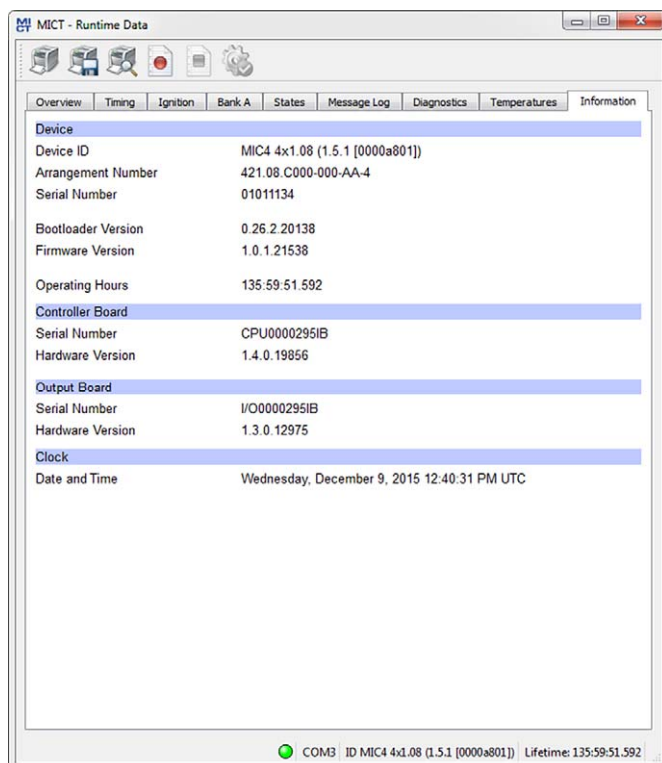 MICT - Runtime Data
Overview Timing Ignition Bank A States Message Log Diagnostics Temperatures Information
Device
Device ID MIC4 4x1.08 (1.5.1 [0000a801])
Arrangement Number 421.08.C000-000-AA-4
Serial Number 01011134
Bootloader Version 0.26.2.20138
Firmware Version 1.0.1.21538
Operating Hours 135:59:51.592
Controller Board
Serial Number CPU0000295IB
Hardware Version 1.4.0.19856
Output Board
Serial Number I/O0000295IB
Hardware Version 1.3.0.12975
Clock
Date and Time Wednesday, December 9, 2015 12:40:31 PM UTC
COM3 ID MIC4 4x1.08 (1.5.1 [0000a801]) Lifetime: 135:59:51.592